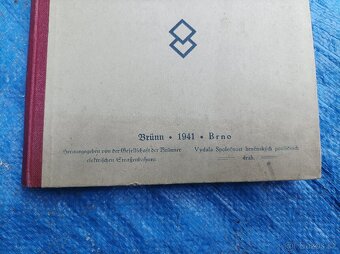 Brünn • 1941 • Brno
Herausgegeben von der Gesellschaft der Brünner
elektrischen Straßenbahnen
Vydala Společnost brněnských pouličních
drah.